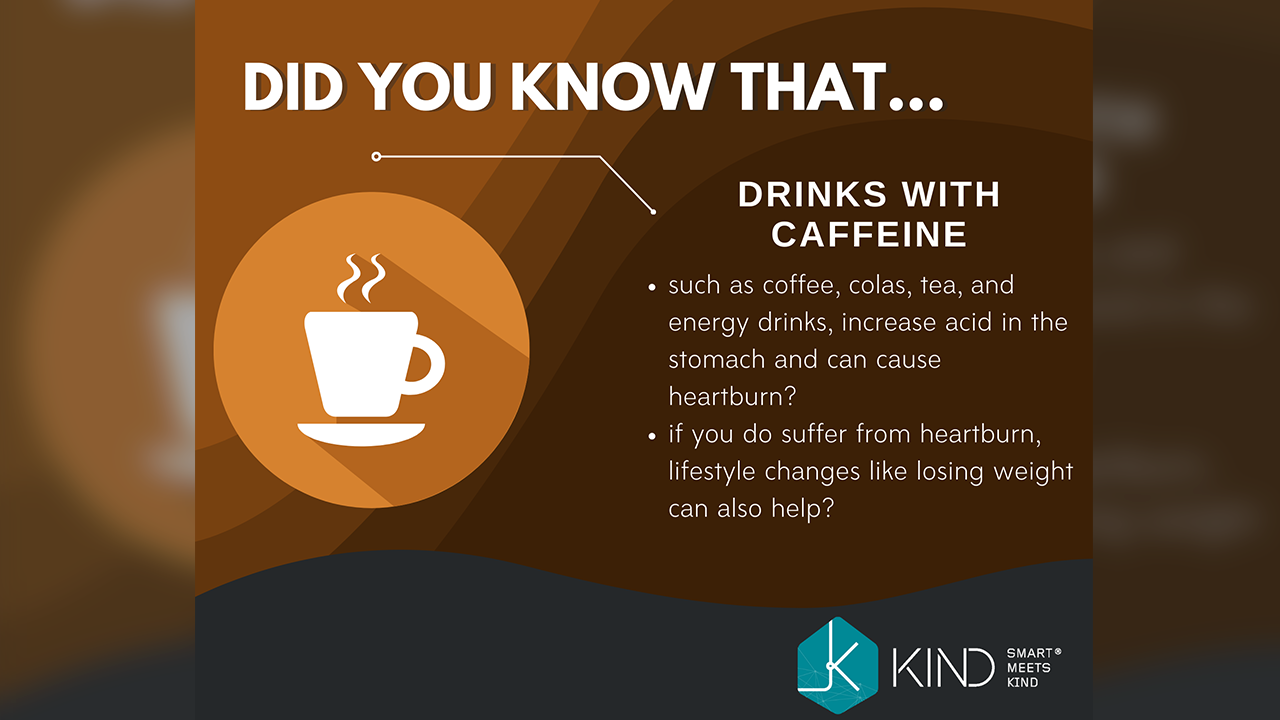 DID YOU KNOW THAT...
DRINKS WITH
CAFFEINE
• such as coffee, colas, tea, and
energy drinks, increase acid in the
stomach and can cause
heartburn?
• if you do suffer from heartburn,
lifestyle changes like losing weight
can also help?
K
KIND
SMART®
MEETS
KIND